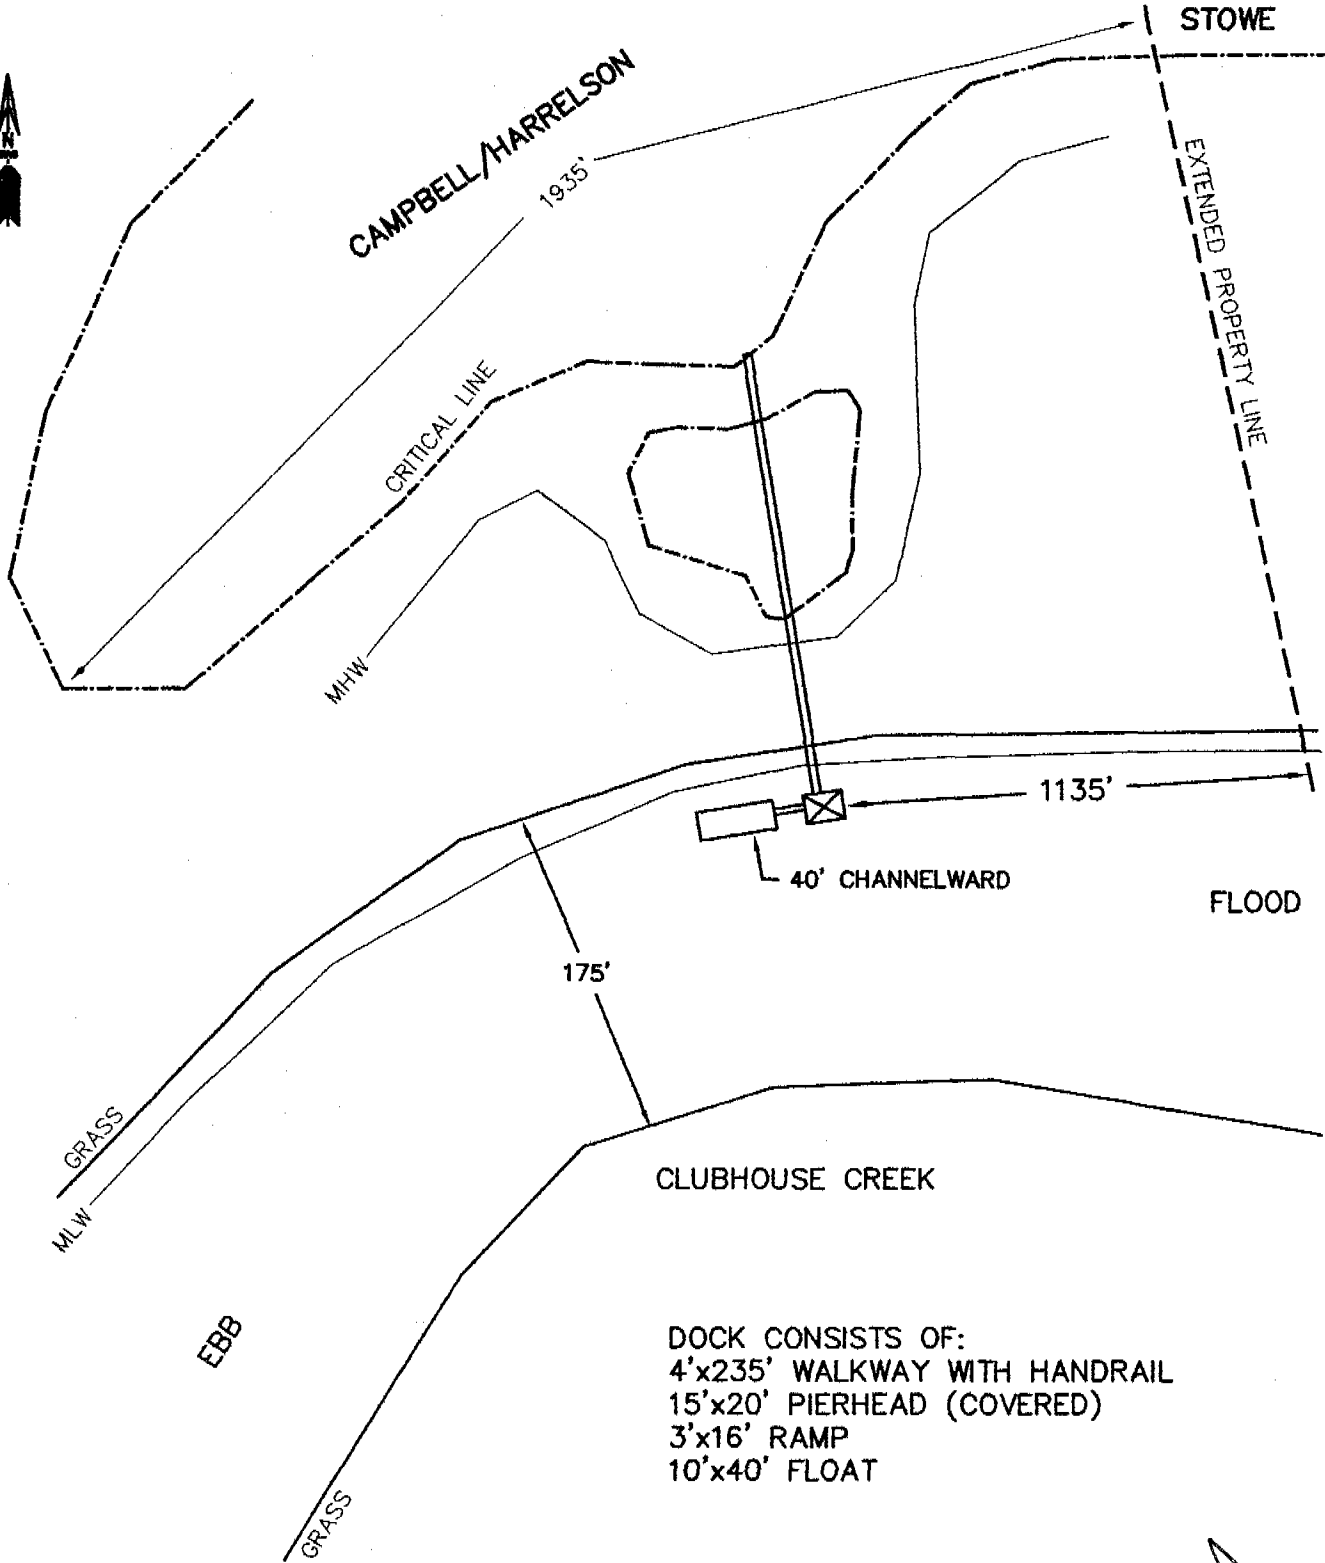 STOWE
N
CAMPBELL/HARRELSON
1935'
EXTENDED PROPERTY LINE
CRITICAL LINE
MHW
1135'
40' CHANNELWARD
FLOOD
175'
GRASS
MLW
CLUBHOUSE CREEK
EBB
DOCK CONSISTS OF:
4'x235' WALKWAY WITH HANDRAIL
15'x20' PIERHEAD (COVERED)
3'x16' RAMP
10'x40' FLOAT
GRASS